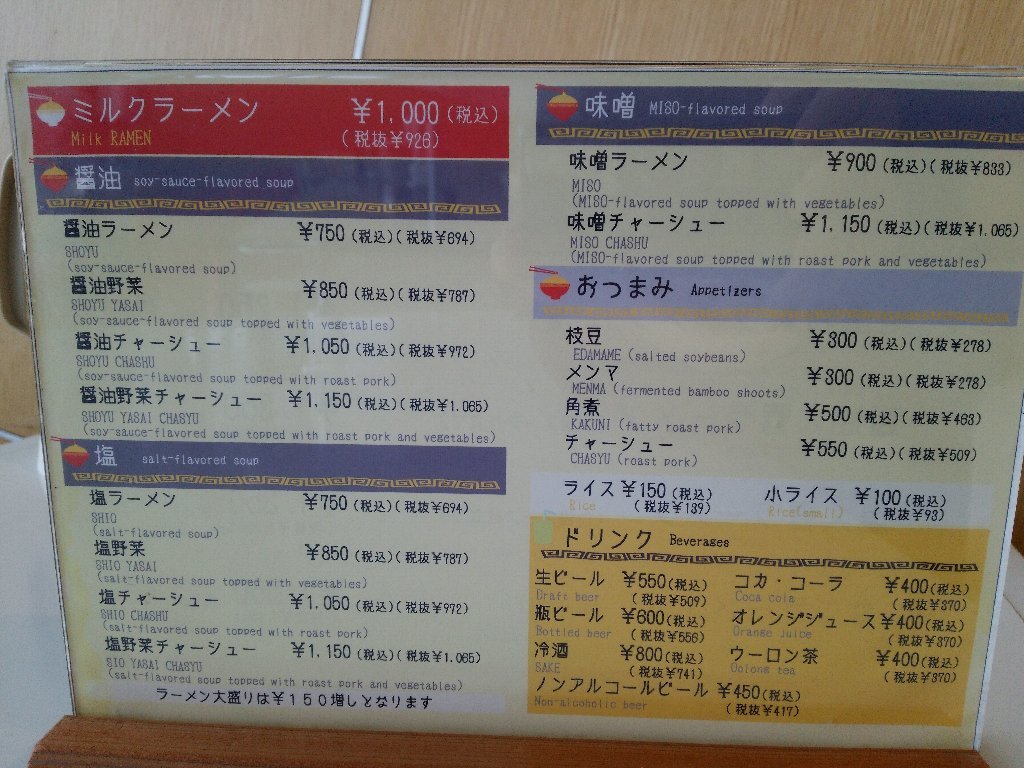 ミルクラーメン ¥1,000(税込)
Milk RAMEN (税抜¥926)
醤油 soy-sauce-flavored soup
醤油ラーメン ¥750(税込)(税抜¥694)
SHOYU
(soy-sauce-flavored soup)
醤油野菜 ¥850(税込)(税抜¥787)
SHOYU YASAI
(soy-sauce-flavored soup topped with vegetables)
醤油チャーシュー ¥1,050(税込)(税抜¥972)
SHOYU CHASHU
(soy-sauce-flavored soup topped with roast pork)
醤油野菜チャーシュー ¥1,150(税込)(税抜¥1,065)
SHOYU YASAI CHASYU
(soy-sauce-flavored soup topped with roast pork and vegetables)
塩 salt-flavored soup
塩ラーメン ¥750(税込)(税抜¥694)
SHIO
(salt-flavored soup)
塩野菜 ¥850(税込)(税抜¥787)
SHIO YASAI
(salt-flavored soup topped with vegetables)
塩チャーシュー ¥1,050(税込)(税抜¥972)
SHIO CHASHU
(salt-flavored soup topped with roast pork)
塩野菜チャーシュー ¥1,150(税込)(税抜¥1,065)
SIO YASAI CHASYU
(salt-flavored soup topped with roast pork and vegetables)
ラーメン大盛りは¥150増しとなります
味噌 MISO-flavored soup
味噌ラーメン ¥900(税込)(税抜¥833)
MISO
(MISO-flavored soup topped with vegetables)
味噌チャーシュー ¥1,150(税込)(税抜¥1,065)
MISO CHASHU
(MISO-flavored soup topped with roast pork and vegetables)
おつまみ Appetizers
枝豆 ¥300(税込)(税抜¥278)
EDAMAME (salted soybeans)
メンマ ¥300(税込)(税抜¥278)
MENMA (fermented bamboo shoots)
角煮 ¥500(税込)(税抜¥463)
KAKUNI (fatty roast pork)
チャーシュー ¥550(税込)(税抜¥509)
CHASYU (roast pork)
ライス ¥150(税込) 小ライス ¥100(税込)
Rice (税抜¥139) Rice(small) (税抜¥93)
ドリンク Beverages
生ビール ¥550(税込) コカ・コーラ ¥400(税込)
Draft beer (税抜¥509) Coca cola (税抜¥370)
瓶ビール ¥600(税込) オレンジジュース ¥400(税込)
Bottled beer (税抜¥556) Orange juice (税抜¥370)
冷酒 ¥800(税込) ウーロン茶 ¥400(税込)
SAKE (税抜¥741) Oolong tea (税抜¥370)
ノンアルコールビール ¥450(税込)
Non-alcoholic beer (税抜¥417)